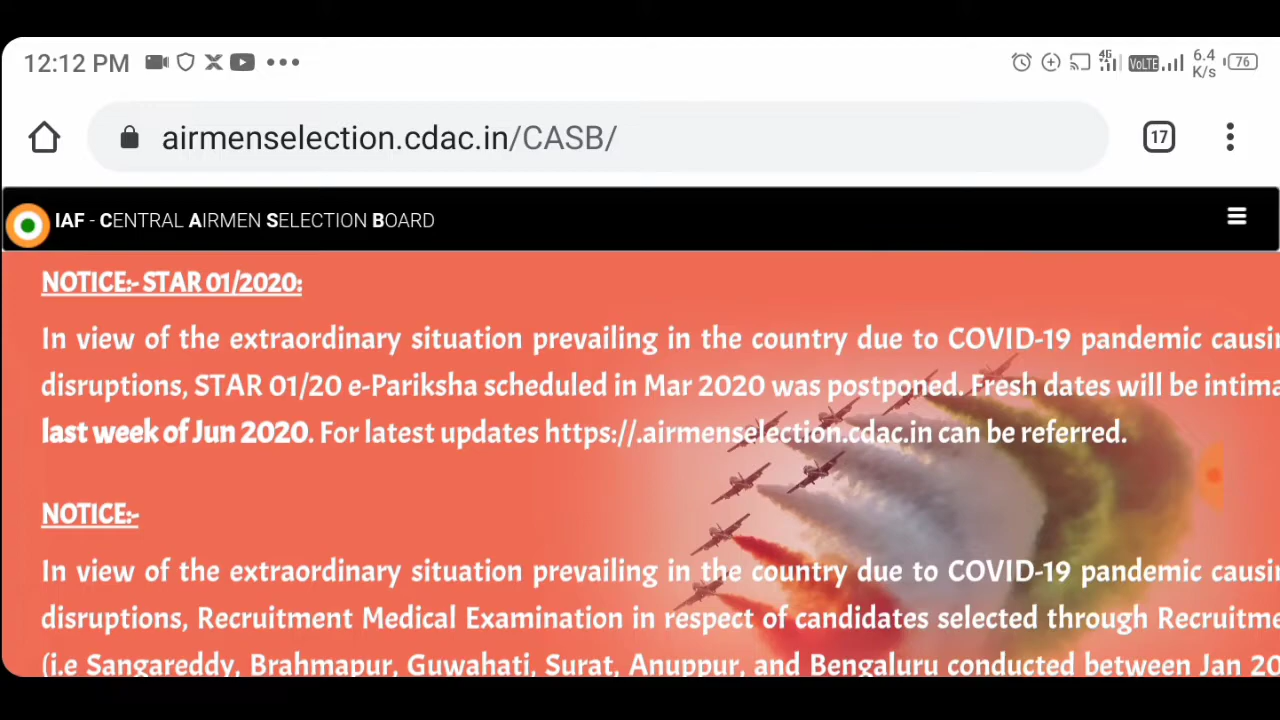 12:12 PM
4G VoLTE 6.4 K/s 76
airmenselection.cdac.in/CASB/
17
IAF - CENTRAL AIRMEN SELECTION BOARD
NOTICE:- STAR 01/2020:
In view of the extraordinary situation prevailing in the country due to COVID-19 pandemic
disruptions, STAR 01/20 e-Pariksha scheduled in Mar 2020 was postponed. Fresh dates will be
last week of Jun 2020. For latest updates https://.airmenselection.cdac.in can be referred.
NOTICE:-
In view of the extraordinary situation prevailing in the country due to COVID-19 pandemic
disruptions, Recruitment Medical Examination in respect of candidates selected through
(i.e Sangareddy, Brahmapur, Guwahati, Surat, Anuppur, and Bengaluru conducted between Jan